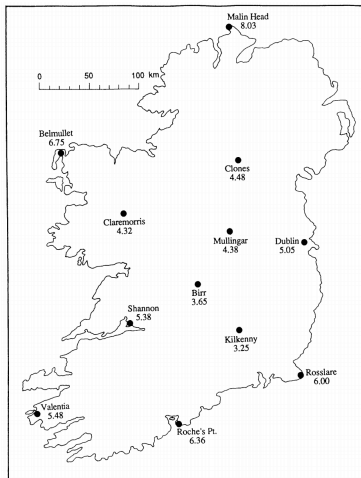 Malin Head
8.03
0 50 100 km
Belmullet
6.75
Clones
4.48
Claremorris
4.32
Mullingar
4.38
Dublin
5.05
Birr
3.65
Shannon
5.38
Kilkenny
3.25
Rosslare
6.00
Valentia
5.48
Roche's Pt.
6.36